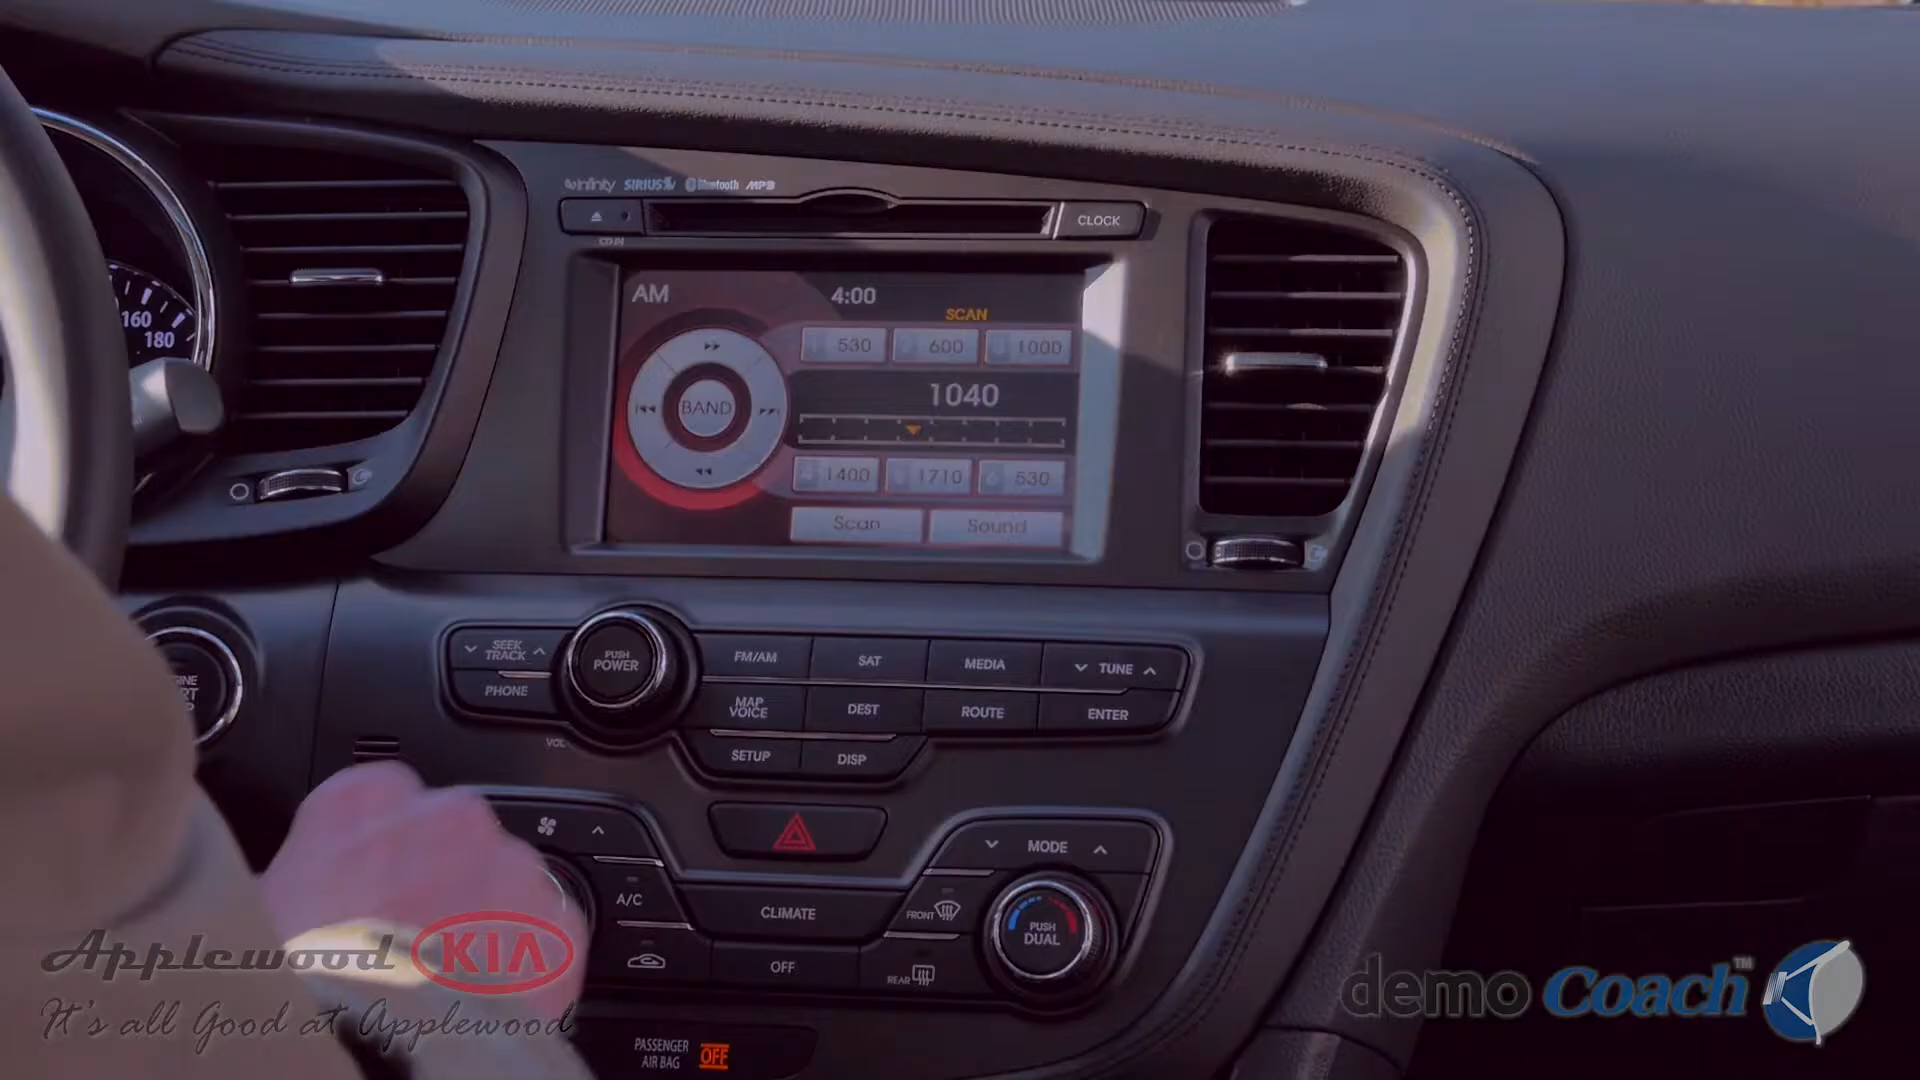 infinity SIRIUS Bluetooth MP3
CLOCK
CD IN
AM 4:00
SCAN
530 600 1000
BAND
1040
1400 1710 530
Scan Sound
160
180
SEEK
TRACK
PHONE
PUSH
POWER
VOL
FM/AM SAT MEDIA TUNE
MAP
VOICE
DEST ROUTE ENTER
SETUP DISP
MODE
A/C
CLIMATE
FRONT
PUSH
DUAL
OFF
REAR
PASSENGER
AIR BAG
OFF
Applewood KIA
It's all Good at Applewood
demo Coach™